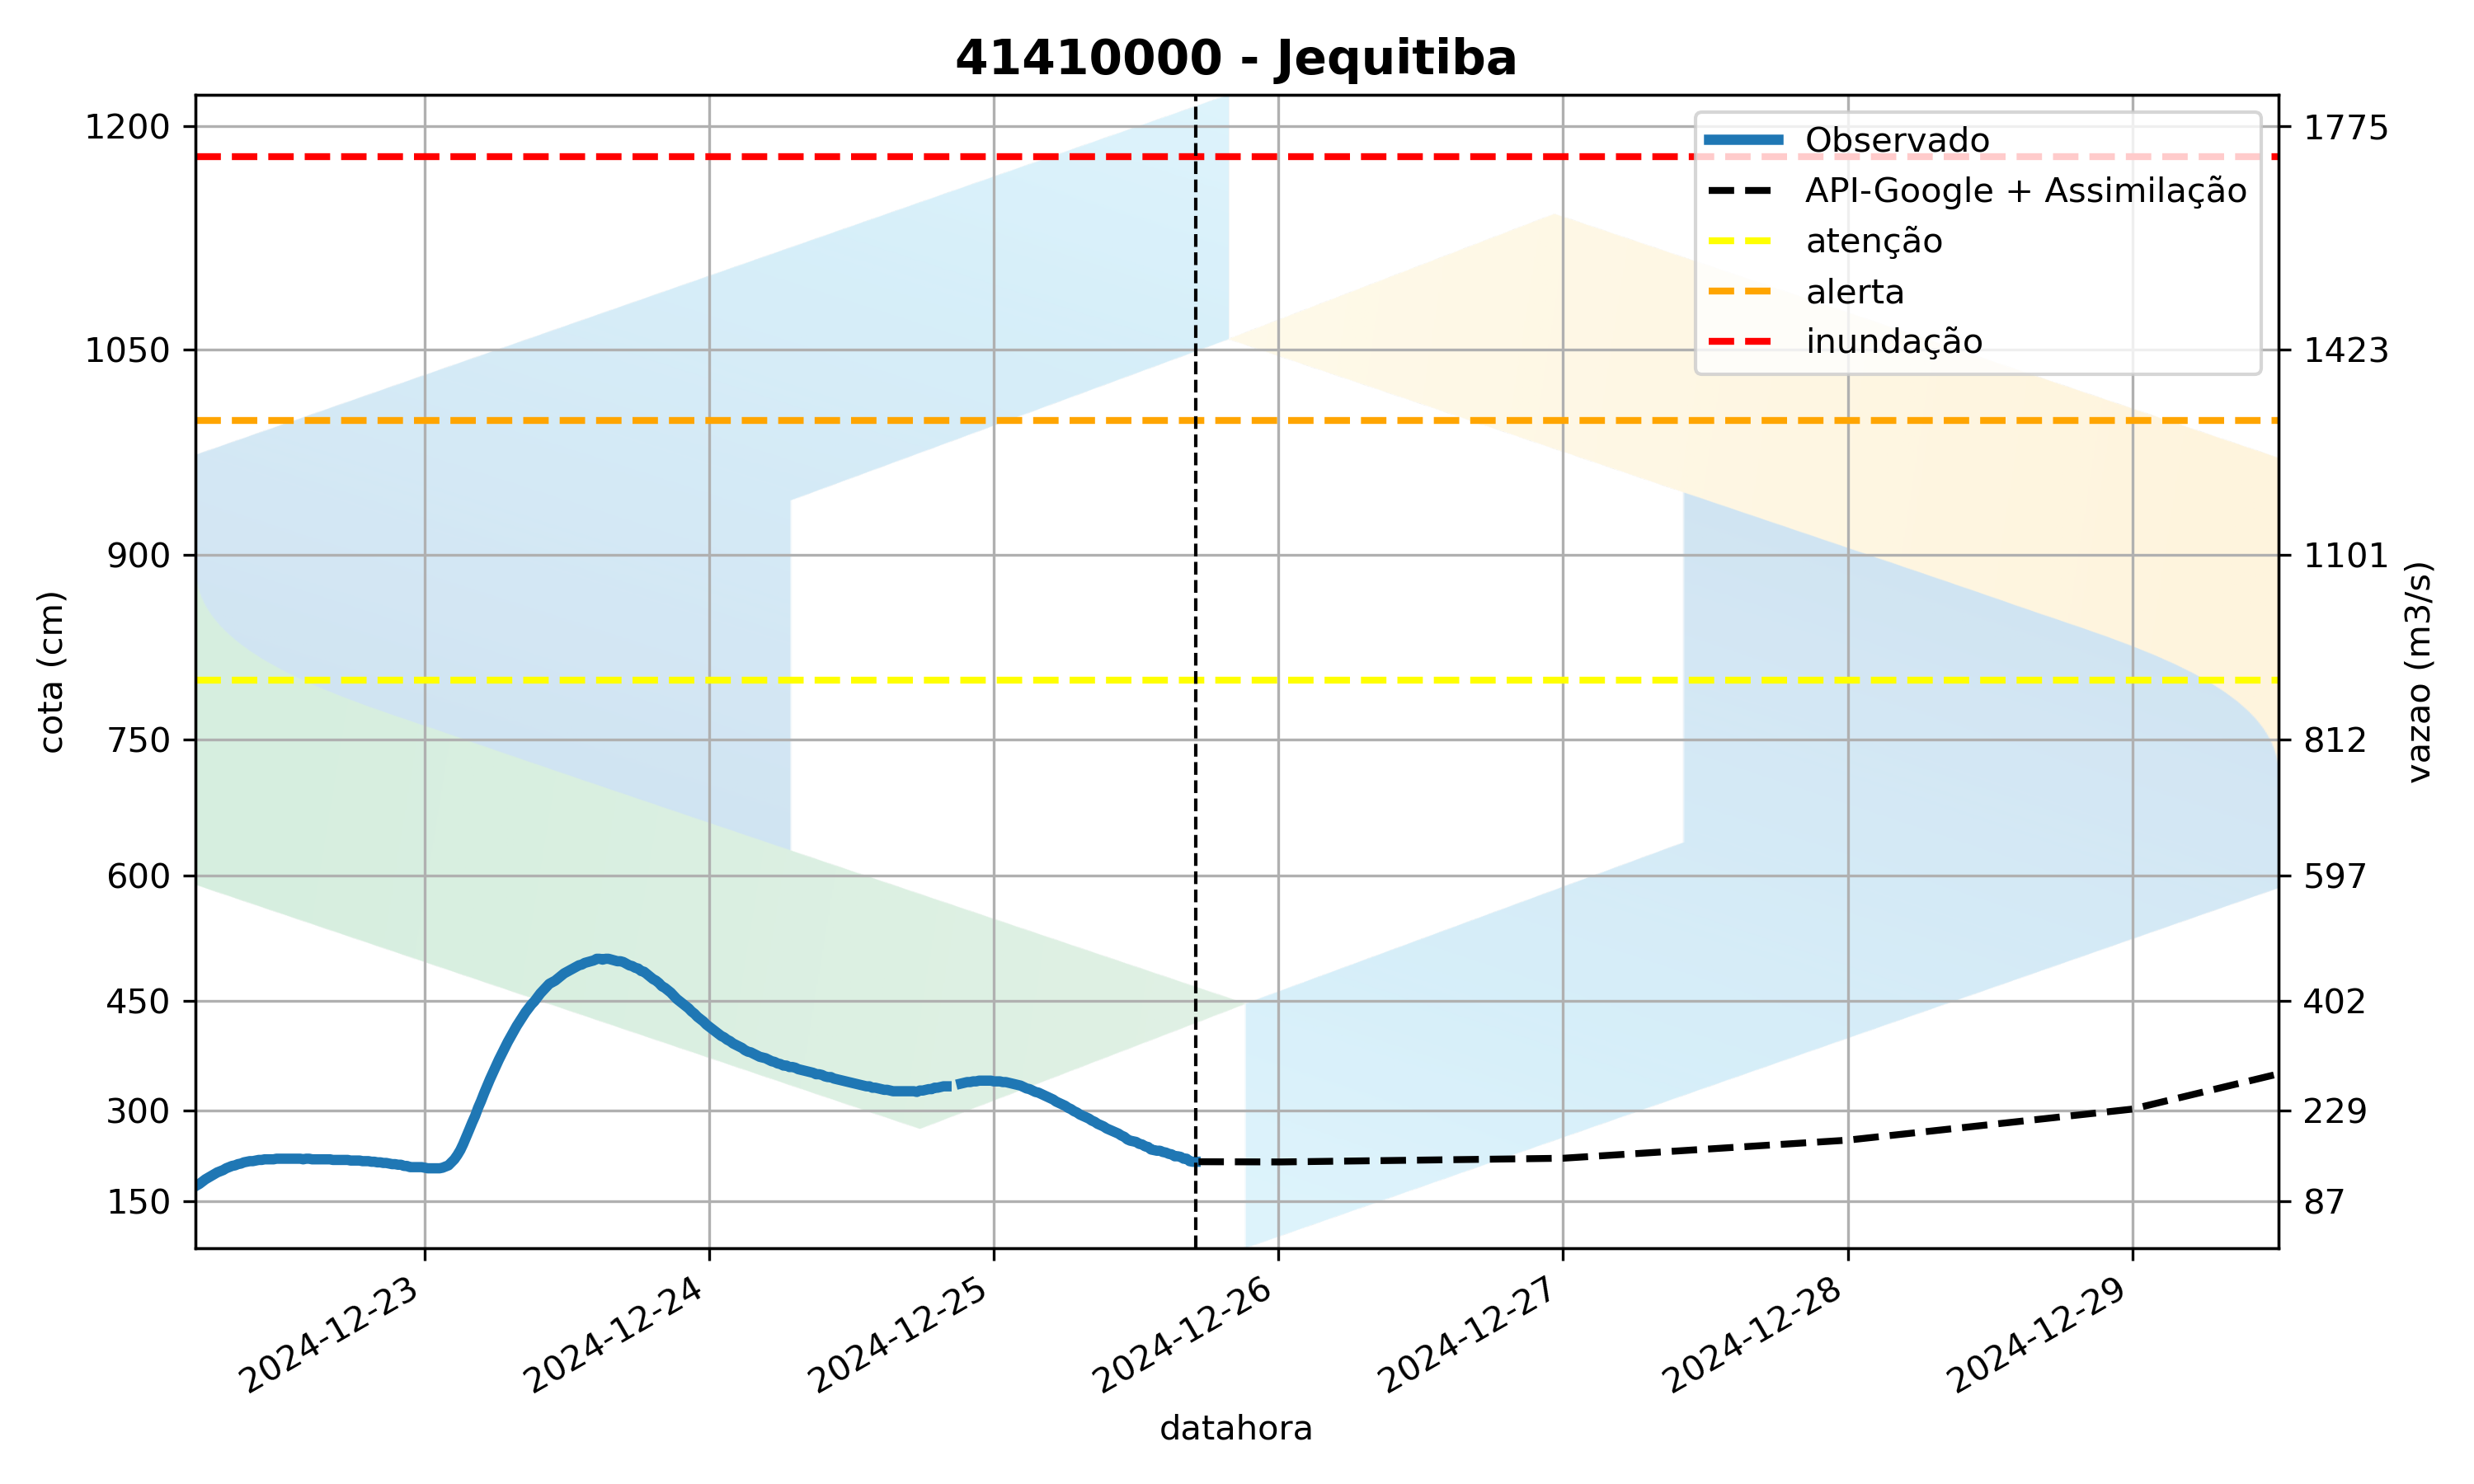 41410000 - Jequitiba
1200
1050
900
750
600
450
300
150
cota (cm)
1775
1423
1101
812
597
402
229
87
vazao (m3/s)
Observado
API-Google + Assimilação
atenção
alerta
inundação
2024-12-23
2024-12-24
2024-12-25
2024-12-26
2024-12-27
2024-12-28
2024-12-29
datahora